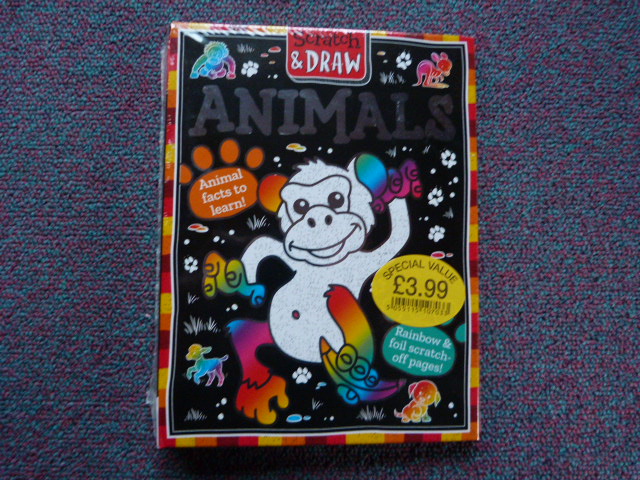 Scratch
& DRAW
ANIMALS
Animal
facts to
learn!
SPECIAL VALUE
£3.99
Rainbow &
foil scratch-
off pages!